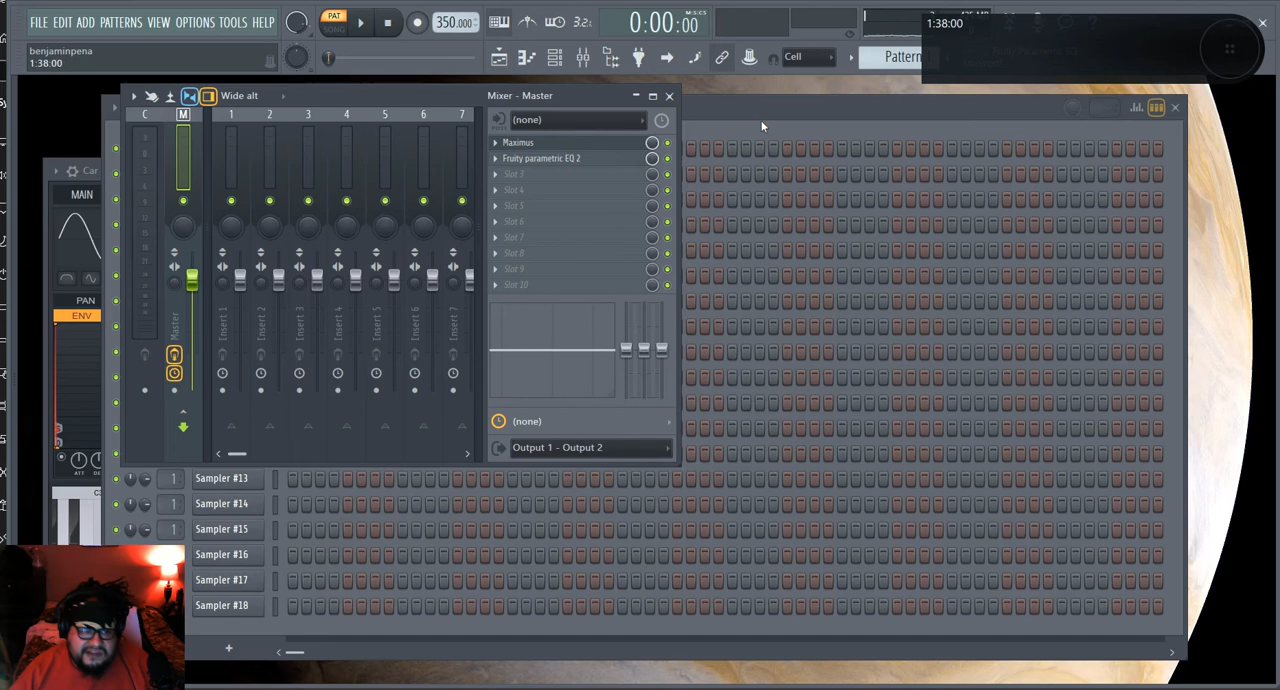 FILE EDIT ADD PATTERNS VIEW OPTIONS TOOLS HELP
PAT
SONG
350.000
3.2
0:00:00
M:S:CS
1:38:00
benjaminpena
1:38:00
Cell
Pattern
Wide alt
Mixer - Master
C M 1 2 3 4 5 6 7
(none)
Maximus
Fruity parametric EQ 2
Slot 3
Slot 4
Slot 5
Slot 6
Slot 7
Slot 8
Slot 9
Slot 10
Master
Insert 1
Insert 2
Insert 3
Insert 4
Insert 5
Insert 6
Insert 7
(none)
Output 1 - Output 2
Car
MAIN
PAN
ENV
ATT
1 Sampler #13
1 Sampler #14
1 Sampler #15
Sampler #16
Sampler #17
Sampler #18
+